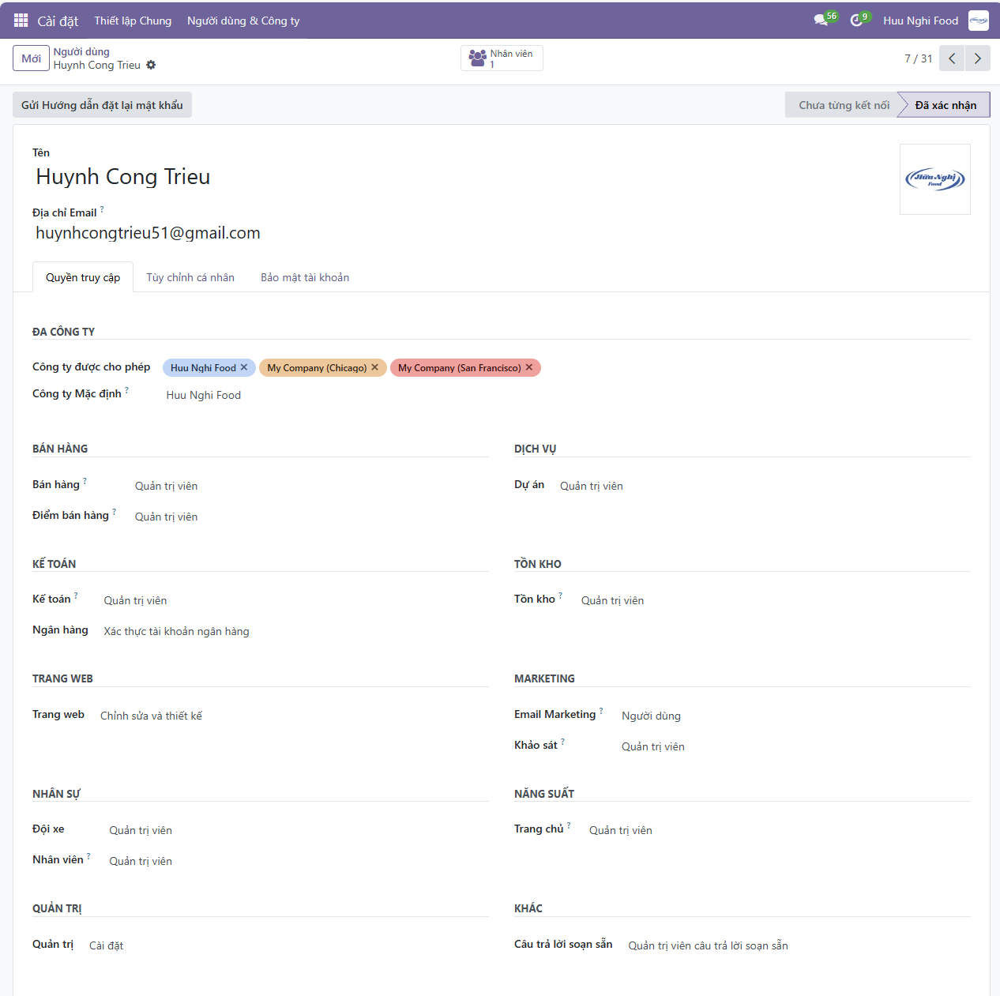 Cài đặt Thiết lập Chung Người dùng & Công ty 56 9 Huu Nghi Food
Mới Người dùng Nhân viên
Huynh Cong Trieu 1 7 / 31
Gửi Hướng dẫn đặt lại mật khẩu Chưa từng kết nối Đã xác nhận
Tên
Huynh Cong Trieu
Hữu Nghị
Food
Địa chỉ Email ?
huynhcongtrieu51@gmail.com
Quyền truy cập Tùy chỉnh cá nhân Bảo mật tài khoản
ĐA CÔNG TY
Công ty được cho phép Huu Nghi Food ✕ My Company (Chicago) ✕ My Company (San Francisco) ✕
Công ty Mặc định ? Huu Nghi Food
BÁN HÀNG DỊCH VỤ
Bán hàng ? Quản trị viên Dự án Quản trị viên
Điểm bán hàng ? Quản trị viên
KẾ TOÁN TỒN KHO
Kế toán ? Quản trị viên Tồn kho ? Quản trị viên
Ngân hàng Xác thực tài khoản ngân hàng
TRANG WEB MARKETING
Trang web Chỉnh sửa và thiết kế Email Marketing ? Người dùng
Khảo sát ? Quản trị viên
NHÂN SỰ NĂNG SUẤT
Đội xe Quản trị viên Trang chủ ? Quản trị viên
Nhân viên ? Quản trị viên
QUẢN TRỊ KHÁC
Quản trị Cài đặt Câu trả lời soạn sẵn Quản trị viên câu trả lời soạn sẵn